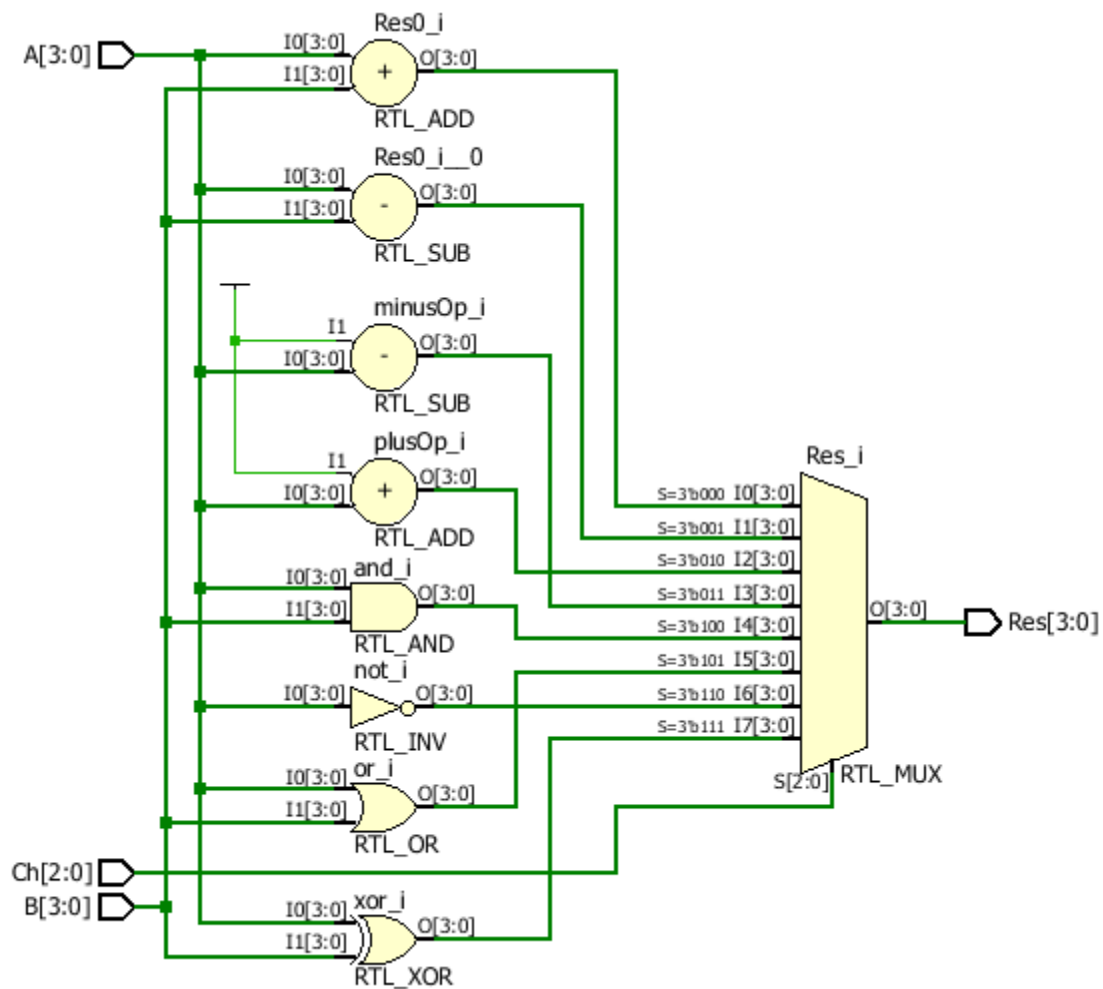 A[3:0]
Res0_i
I0[3:0]
I1[3:0]
+
O[3:0]
RTL_ADD
Res0_i__0
I0[3:0]
I1[3:0]
-
O[3:0]
RTL_SUB
minusOp_i
I1
I0[3:0]
-
O[3:0]
RTL_SUB
plusOp_i
I1
I0[3:0]
+
O[3:0]
RTL_ADD
and_i
I0[3:0]
I1[3:0]
O[3:0]
RTL_AND
not_i
I0[3:0]
O[3:0]
RTL_INV
or_i
I0[3:0]
I1[3:0]
O[3:0]
RTL_OR
Ch[2:0]
B[3:0]
xor_i
I0[3:0]
I1[3:0]
O[3:0]
RTL_XOR
Res_i
S=3'b000 I0[3:0]
S=3'b001 I1[3:0]
S=3'b010 I2[3:0]
S=3'b011 I3[3:0]
S=3'b100 I4[3:0]
S=3'b101 I5[3:0]
S=3'b110 I6[3:0]
S=3'b111 I7[3:0]
S[2:0]
RTL_MUX
O[3:0]
Res[3:0]